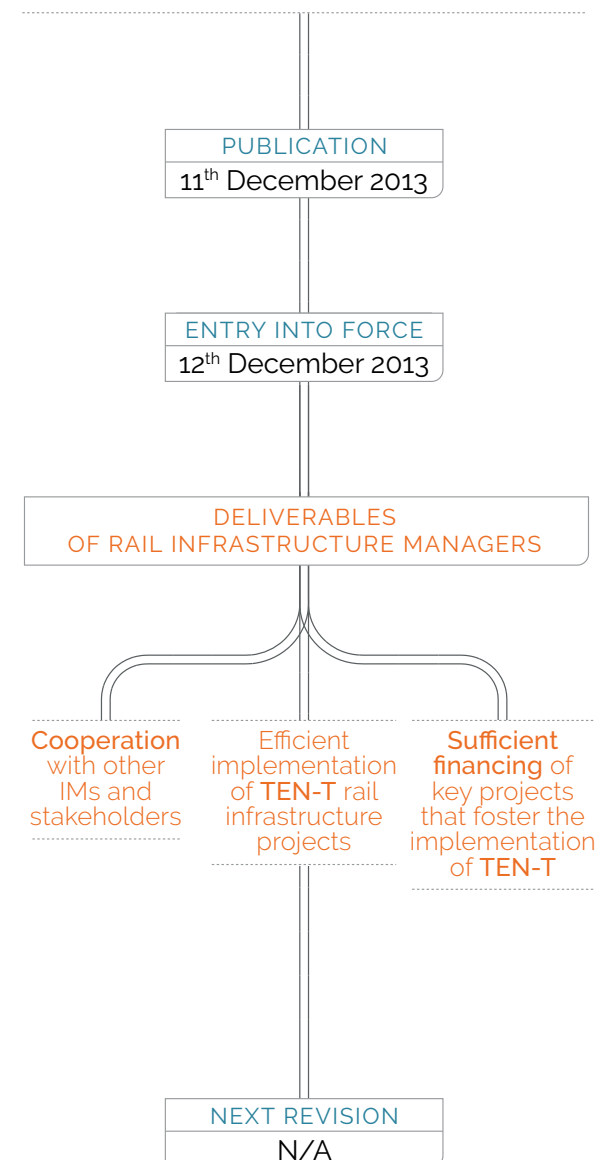 PUBLICATION
11th December 2013
ENTRY INTO FORCE
12th December 2013
DELIVERABLES
OF RAIL INFRASTRUCTURE MANAGERS
Cooperation
with other
IMs and
stakeholders
Efficient
implementation
of TEN-T rail
infrastructure
projects
Sufficient
financing of
key projects
that foster the
implementation
of TEN-T
NEXT REVISION
N/A